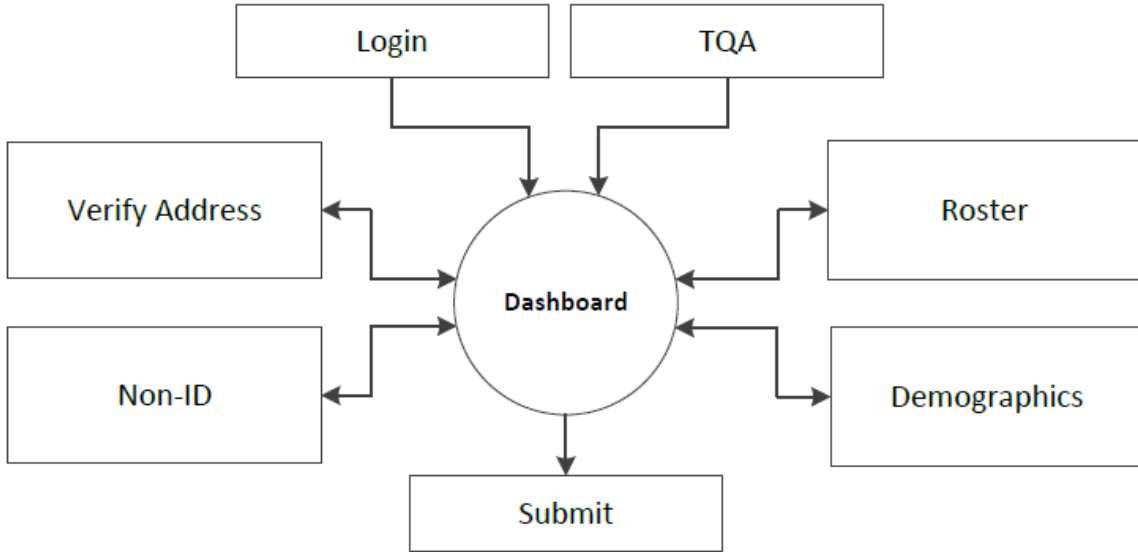 Login
TQA
Verify Address
Roster
Dashboard
Non-ID
Demographics
Submit